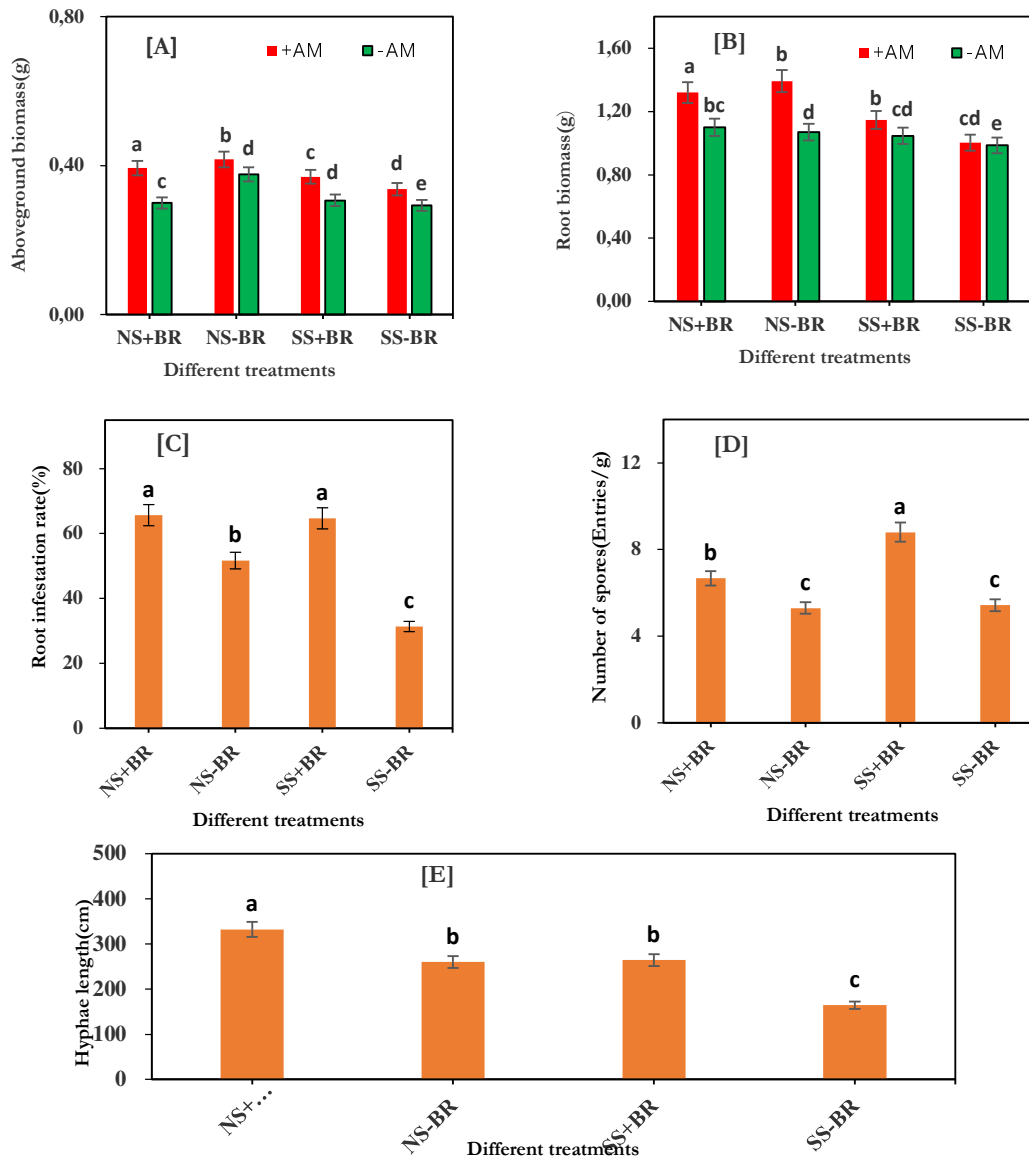 [A]
+AM -AM
0,80
0,40
0,00
Aboveground biomass(g)
a c b d c d d e
NS+BR NS-BR SS+BR SS-BR
Different treatments
[B]
+AM -AM
1,60
1,20
0,80
0,40
0,00
Root biomass(g)
a bc b d b cd cd e
NS+BR NS-BR SS+BR SS-BR
Different treatments
[C]
80
60
40
20
0
Root infestation rate(%)
a b a c
NS+BR NS-BR SS+BR SS-BR
Different treatments
[D]
12
8
4
0
Number of spores(Entries/g)
b c a c
NS+BR NS-BR SS+BR SS-BR
Different treatments
[E]
500
400
300
200
100
0
Hyphae length(cm)
a b b c
NS+... NS-BR SS+BR SS-BR
Different treatments